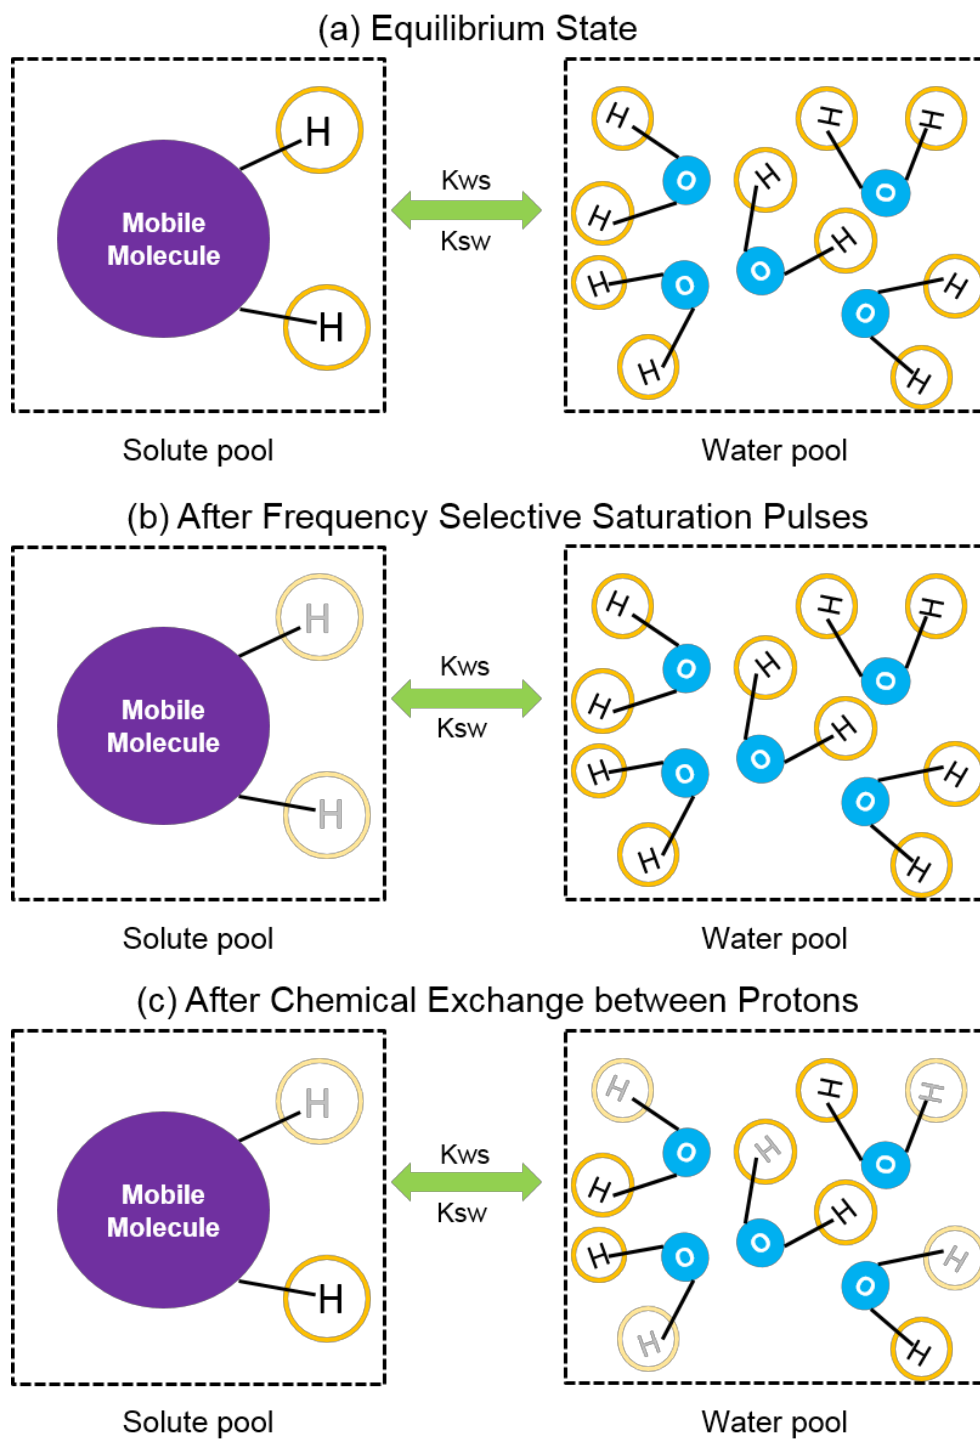 (a) Equilibrium State
H
H
Mobile
Molecule
Kws
Ksw
H
H
H
H
H
H
H
H
H
H
O
O
O
O
O
Solute pool
Water pool
(b) After Frequency Selective Saturation Pulses
H
H
Mobile
Molecule
Kws
Ksw
H
H
H
H
H
H
H
H
H
H
O
O
O
O
O
Solute pool
Water pool
(c) After Chemical Exchange between Protons
H
H
Mobile
Molecule
Kws
Ksw
H
H
H
H
H
H
H
H
H
H
O
O
O
O
O
Solute pool
Water pool